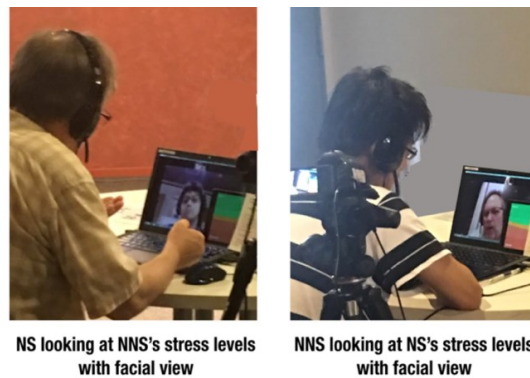 NS looking at NNS's stress levels
with facial view
NNS looking at NS's stress levels
with facial view